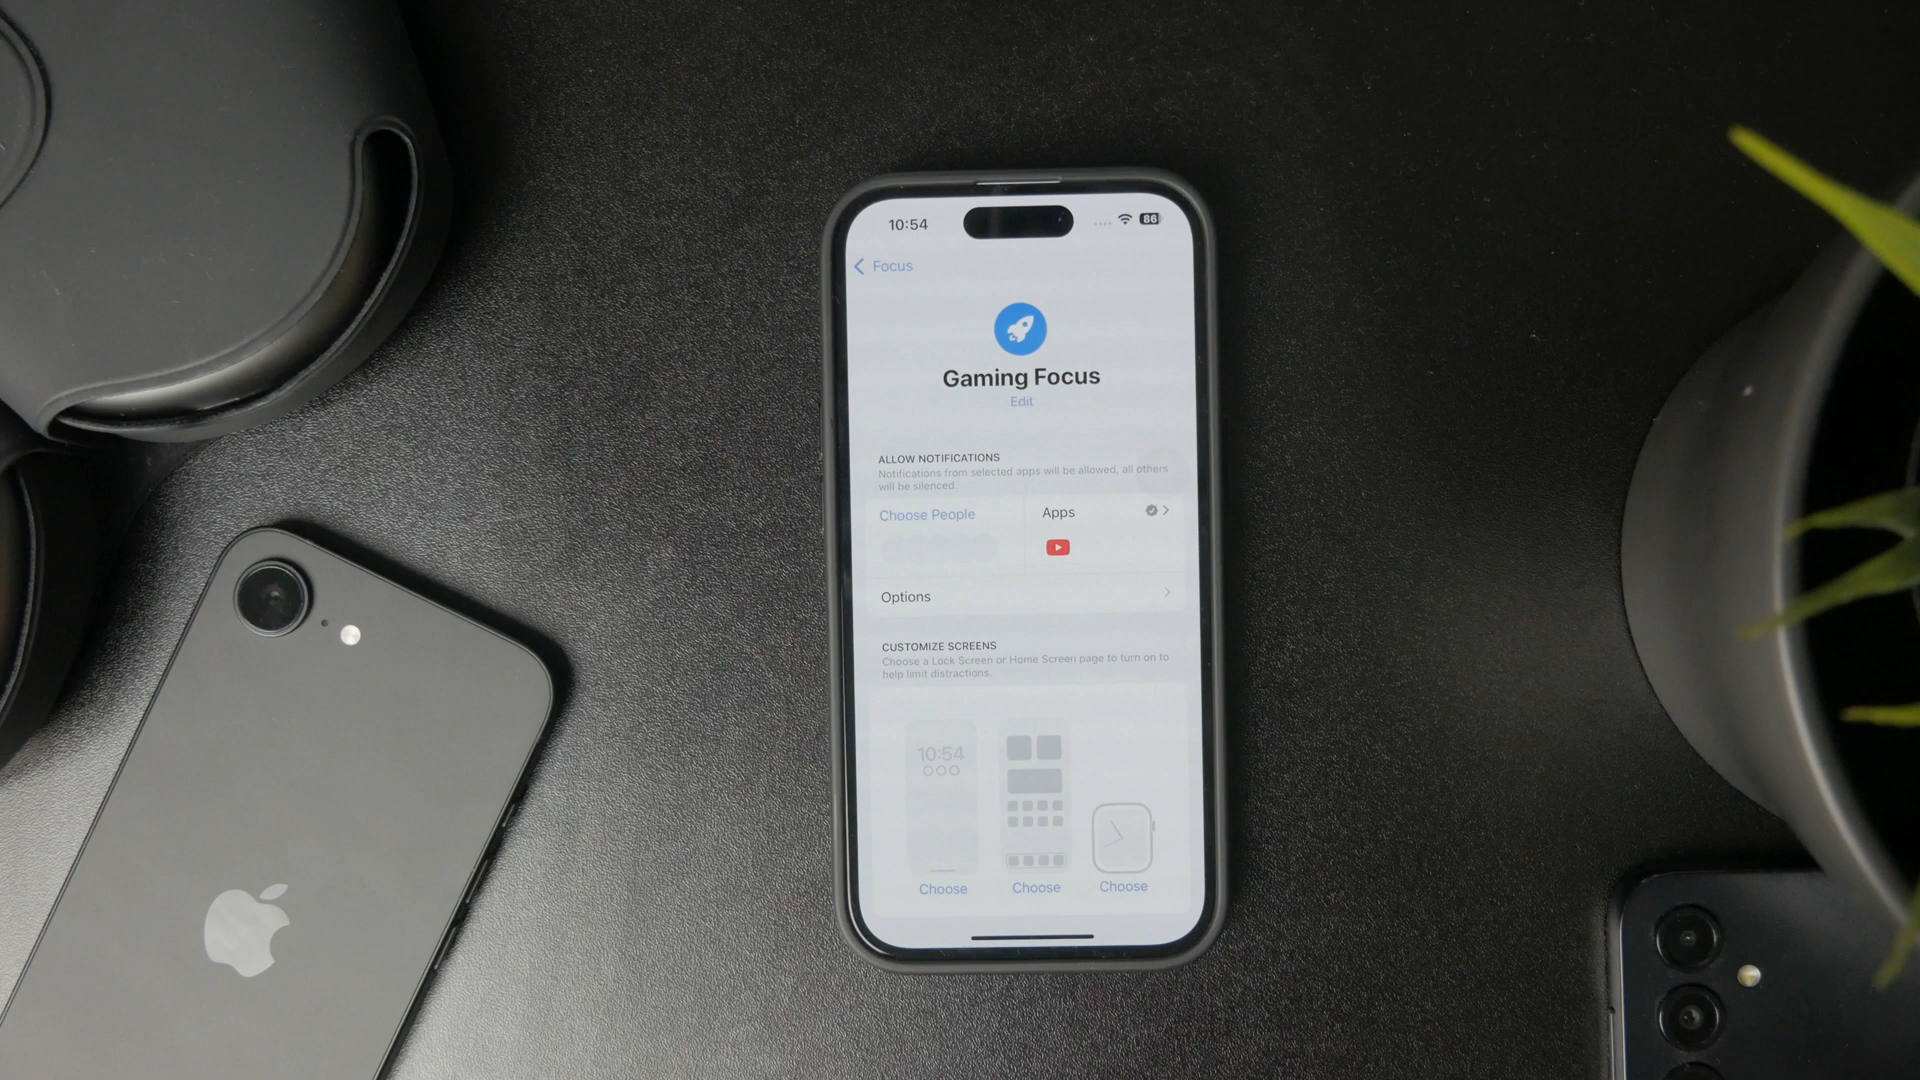 10:54
86
Focus
Gaming Focus
Edit
ALLOW NOTIFICATIONS
Notifications from selected apps will be allowed, all others
will be silenced.
Choose People
Apps
Options
CUSTOMIZE SCREENS
Choose a Lock Screen or Home Screen page to turn on to
help limit distractions.
10:54
Choose
Choose
Choose